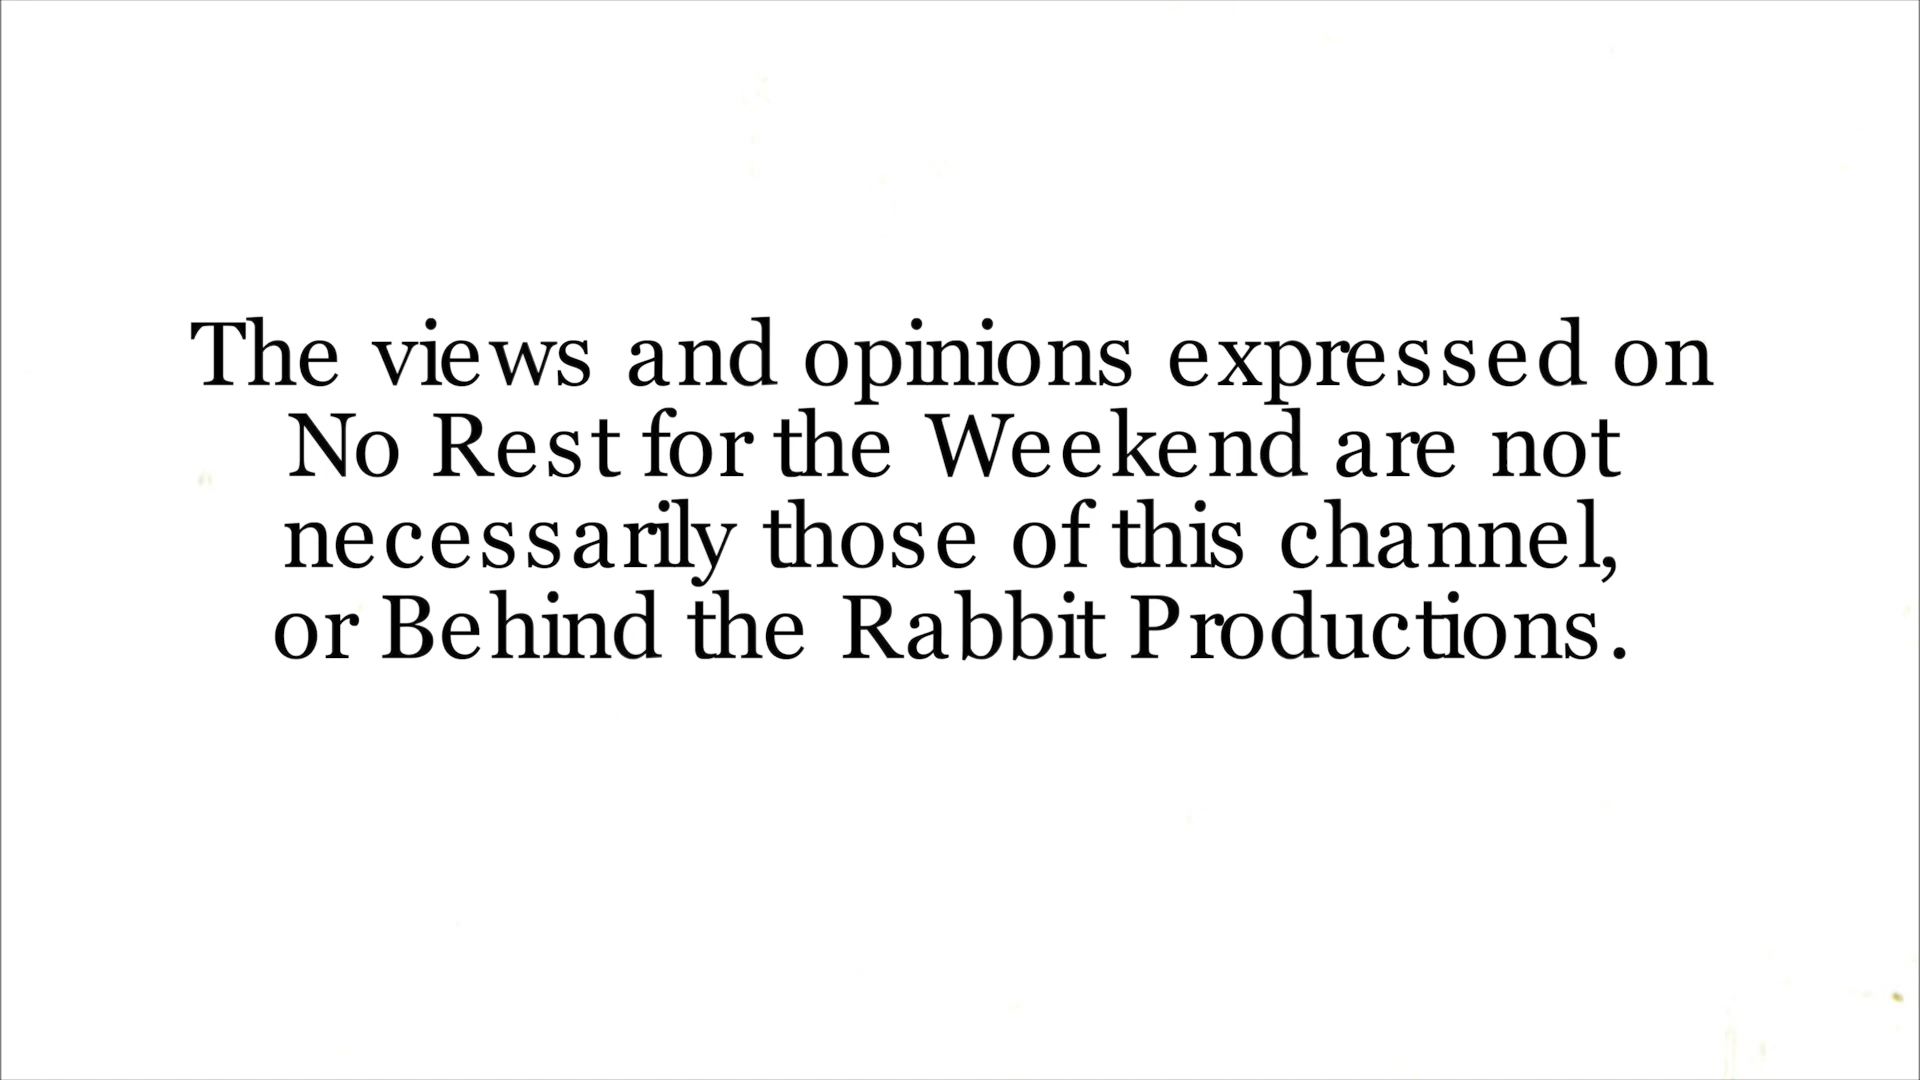 The views and opinions expressed on
No Rest for the Weekend are not
necessarily those of this channel,
or Behind the Rabbit Productions.